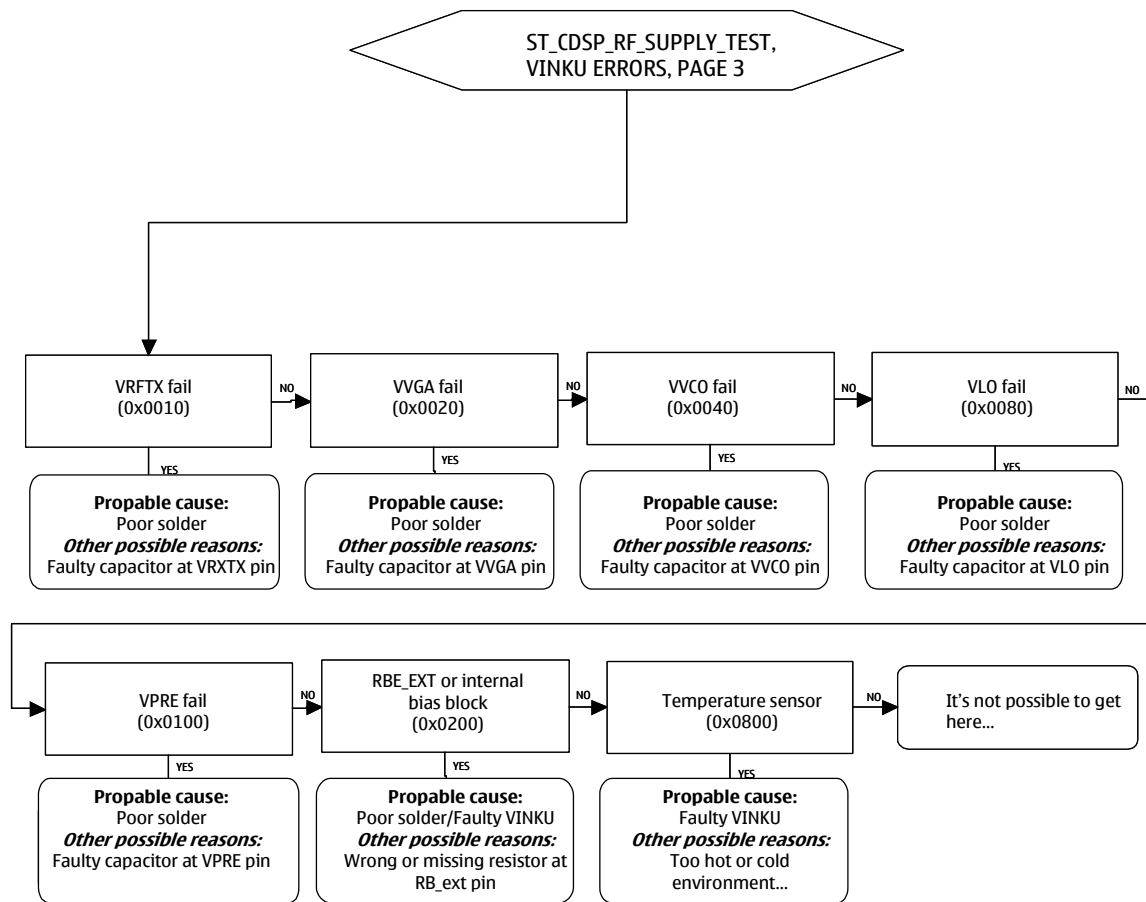 ST_CDSP_RF_SUPPLY_TEST,
VINKU ERRORS, PAGE 3
VRFTX fail
(0x0010)
NO
VVGA fail
(0x0020)
NO
VVCO fail
(0x0040)
NO
VLO fail
(0x0080)
NO
YES
Propable cause:
Poor solder
Other possible reasons:
Faulty capacitor at VRXTX pin
YES
Propable cause:
Poor solder
Other possible reasons:
Faulty capacitor at VVGA pin
YES
Propable cause:
Poor solder
Other possible reasons:
Faulty capacitor at VVCO pin
YES
Propable cause:
Poor solder
Other possible reasons:
Faulty capacitor at VLO pin
VPRE fail
(0x0100)
NO
RBE_EXT or internal
bias block
(0x0200)
NO
Temperature sensor
(0x0800)
NO
It's not possible to get
here...
YES
Propable cause:
Poor solder
Other possible reasons:
Faulty capacitor at VPRE pin
YES
Propable cause:
Poor solder/Faulty VINKU
Other possible reasons:
Wrong or missing resistor at
RB_ext pin
YES
Propable cause:
Faulty VINKU
Other possible reasons:
Too hot or cold
environment...